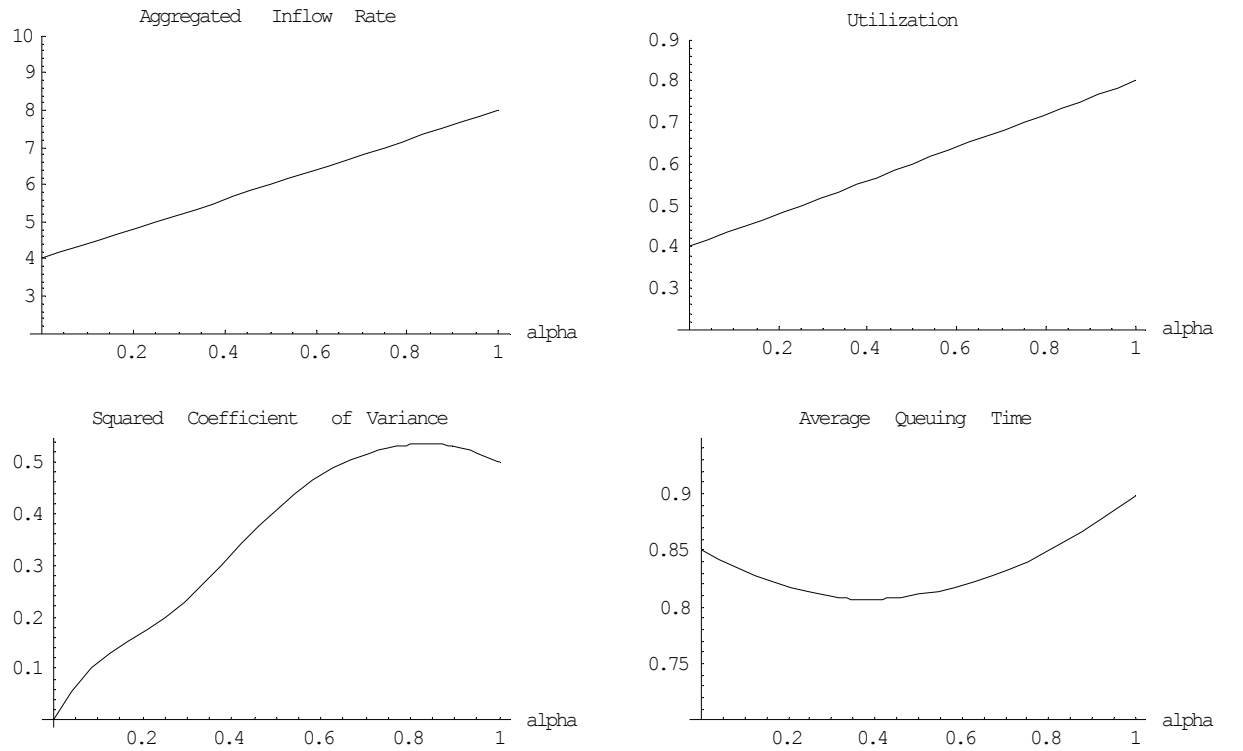 Aggregated Inflow Rate
10
9
8
7
6
5
4
3
0.2 0.4 0.6 0.8 1
alpha
Utilization
0.9
0.8
0.7
0.6
0.5
0.4
0.3
0.2 0.4 0.6 0.8 1
alpha
Squared Coefficient of Variance
0.5
0.4
0.3
0.2
0.1
0.2 0.4 0.6 0.8 1
alpha
Average Queuing Time
0.9
0.85
0.8
0.75
0.2 0.4 0.6 0.8 1
alpha